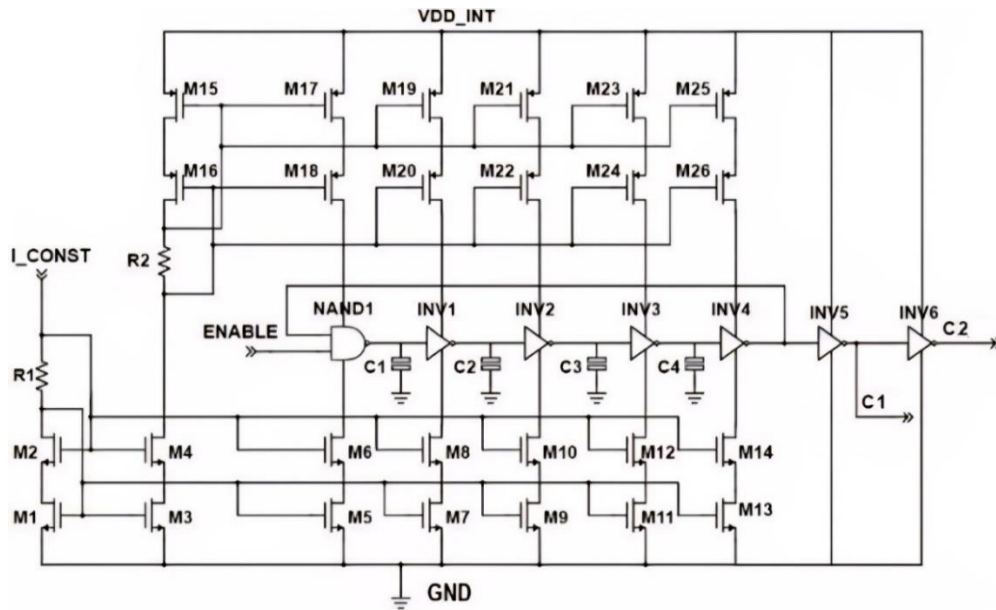 VDD_INT
M15 M17 M19 M21 M23 M25
M16 M18 M20 M22 M24 M26
I_CONST
R2
NAND1 INV1 INV2 INV3 INV4 INV5 INV6
ENABLE
C2
R1
C1 C2 C3 C4
C1
M2 M4 M6 M8 M10 M12 M14
M1 M3 M5 M7 M9 M11 M13
GND